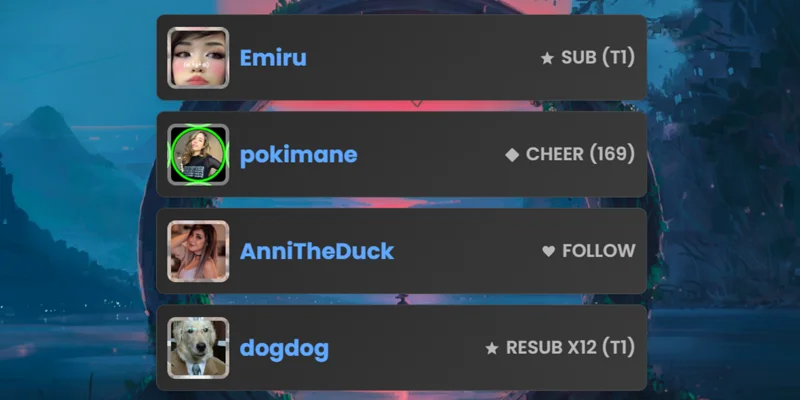 Emiru
★ SUB (T1)
pokimane
◆ CHEER (169)
AnniTheDuck
♥ FOLLOW
dogdog
★ RESUB X12 (T1)